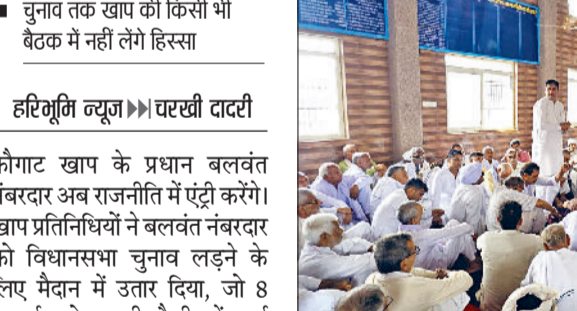 चुनाव तक खाप की किसी भी
बैठक में नहीं लेंगे हिस्सा
हरिभूमि न्यूज ▶▶ चरखी दादरी
फौगाट खाप के प्रधान बलवंत
नंबरदार अब राजनीति में एंट्री करेंगे।
खाप प्रतिनिधियों ने बलवंत नंबरदार
को विधानसभा चुनाव लड़ने के
लिए मैदान में उतार दिया, जो 8